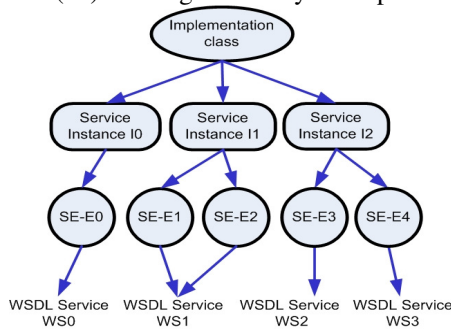 Implementation
class
Service
Instance I0
Service
Instance I1
Service
Instance I2
SE-E0
SE-E1
SE-E2
SE-E3
SE-E4
WSDL Service
WS0
WSDL Service
WS1
WSDL Service
WS2
WSDL Service
WS3